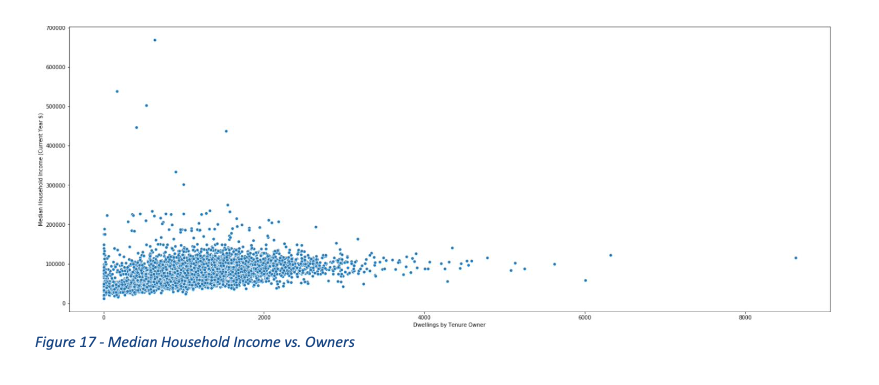 700000
600000
500000
400000
300000
200000
100000
0
Median Household Income (Current Year $)
0 2000 4000 6000 8000
Dwellings by Tenure Owner
Figure 17 - Median Household Income vs. Owners